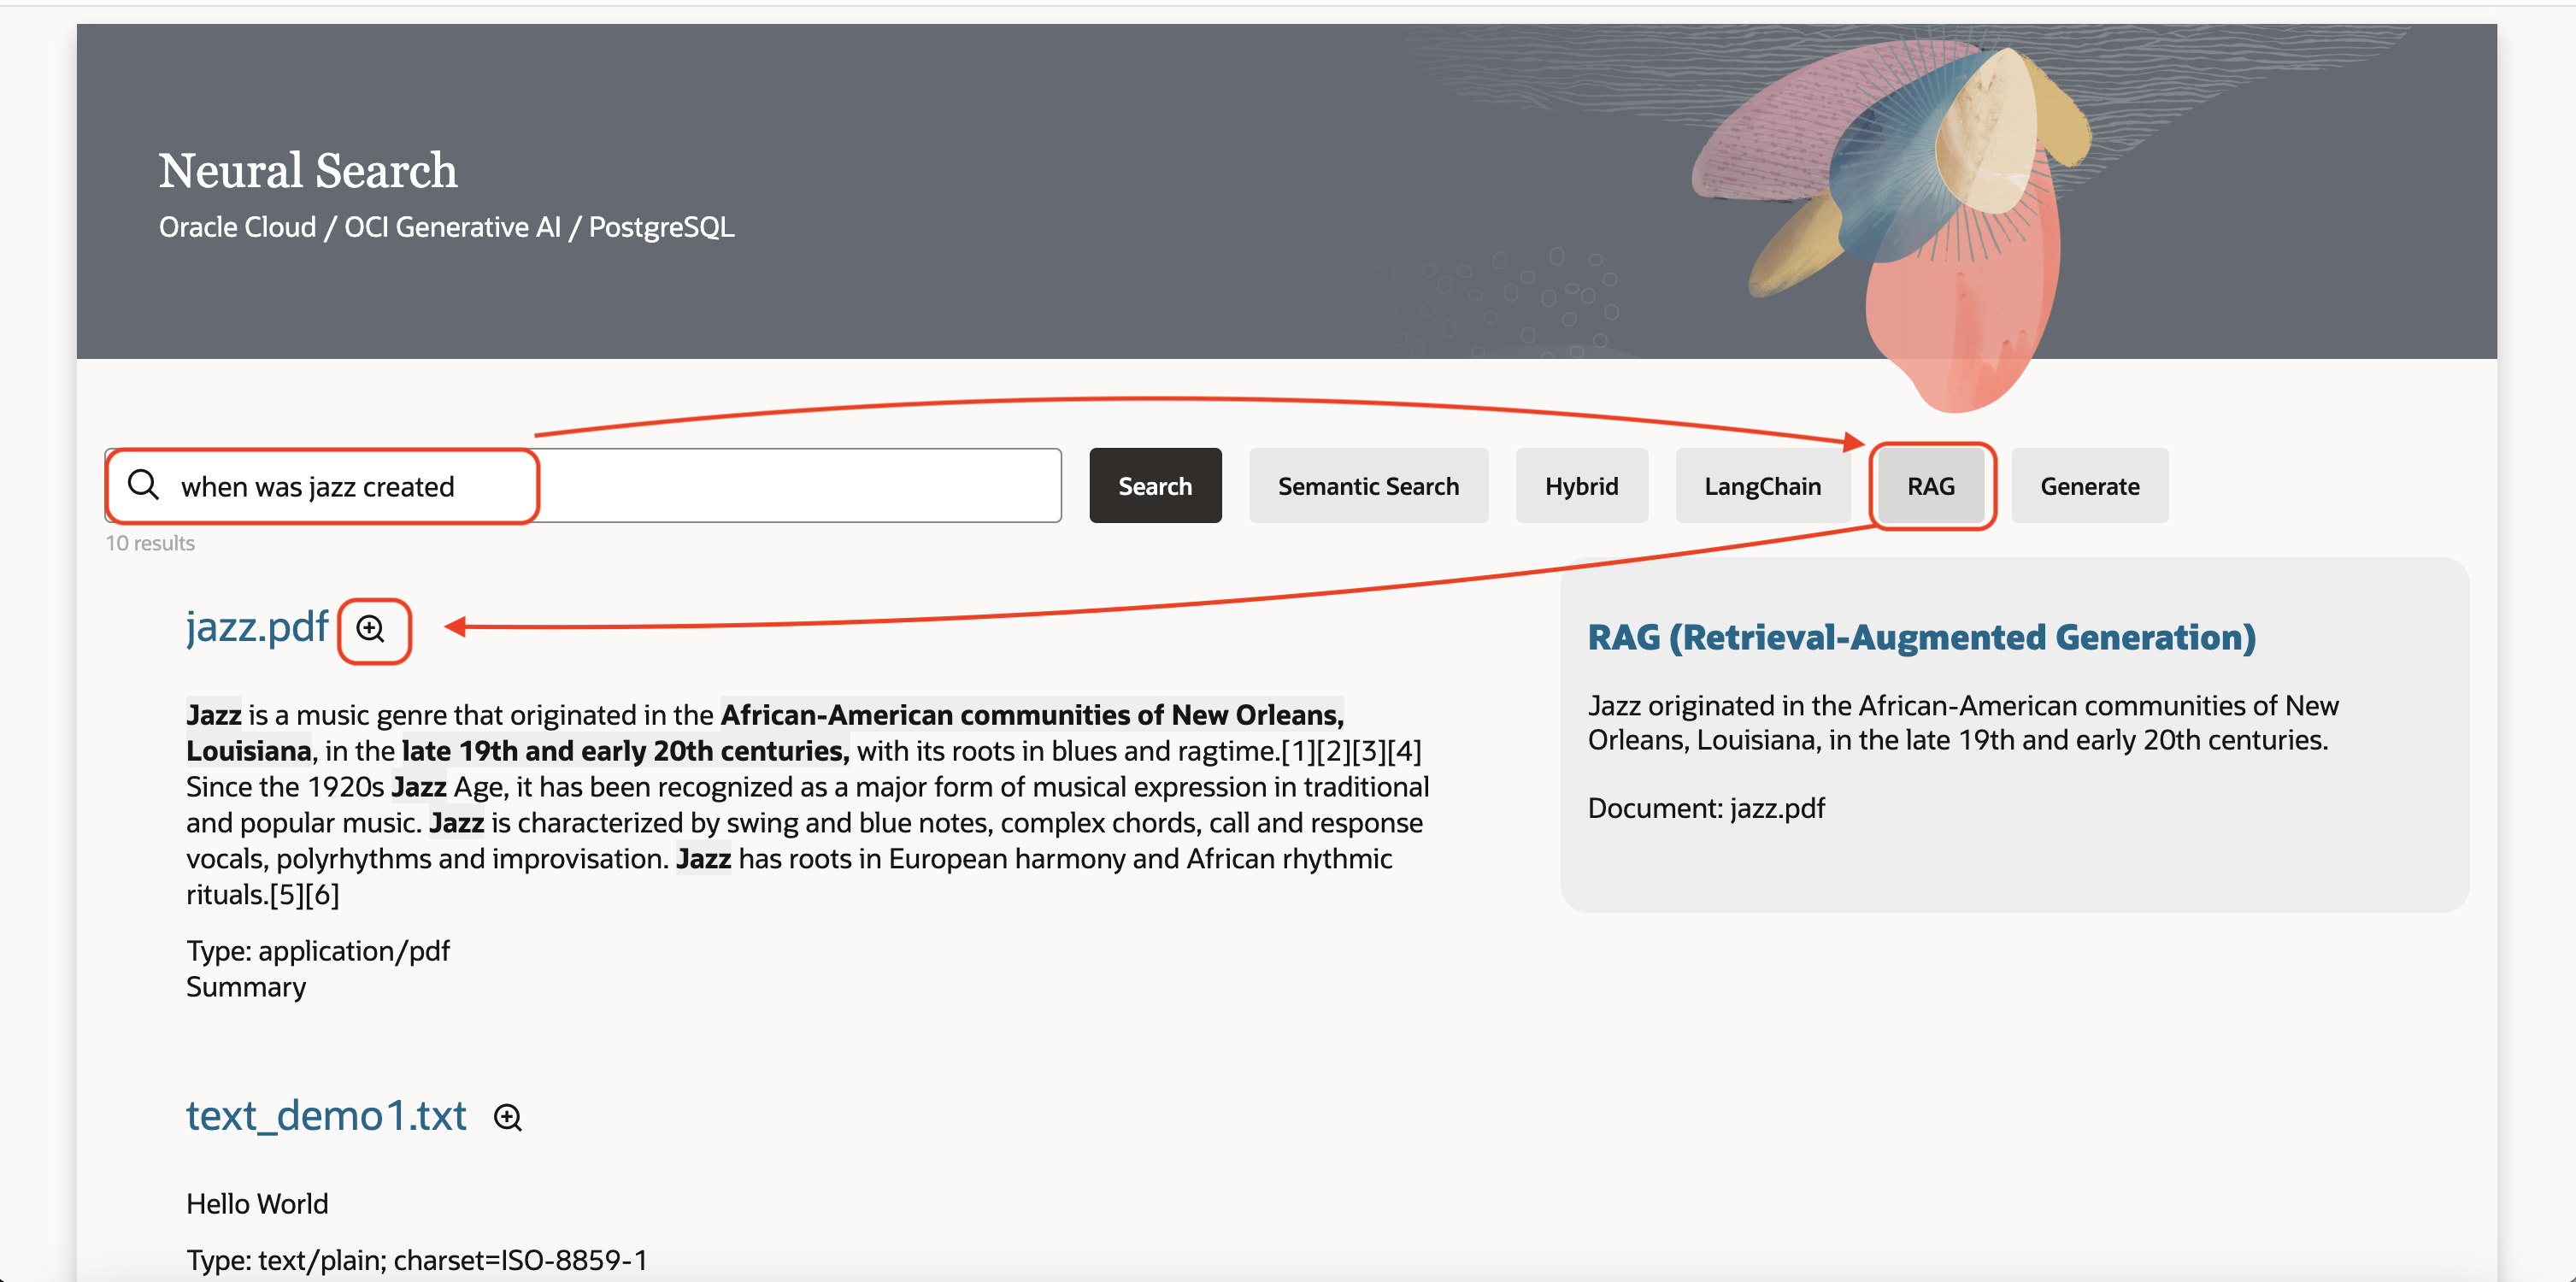 Neural Search
Oracle Cloud / OCI Generative AI / PostgreSQL
when was jazz created
Search
Semantic Search
Hybrid
LangChain
RAG
Generate
10 results
jazz.pdf
Jazz is a music genre that originated in the African-American communities of New Orleans,
Louisiana, in the late 19th and early 20th centuries, with its roots in blues and ragtime.[1][2][3][4]
Since the 1920s Jazz Age, it has been recognized as a major form of musical expression in traditional
and popular music. Jazz is characterized by swing and blue notes, complex chords, call and response
vocals, polyrhythms and improvisation. Jazz has roots in European harmony and African rhythmic
rituals.[5][6]
Type: application/pdf
Summary
RAG (Retrieval-Augmented Generation)
Jazz originated in the African-American communities of New
Orleans, Louisiana, in the late 19th and early 20th centuries.
Document: jazz.pdf
text_demo1.txt
Hello World
Type: text/plain; charset=ISO-8859-1